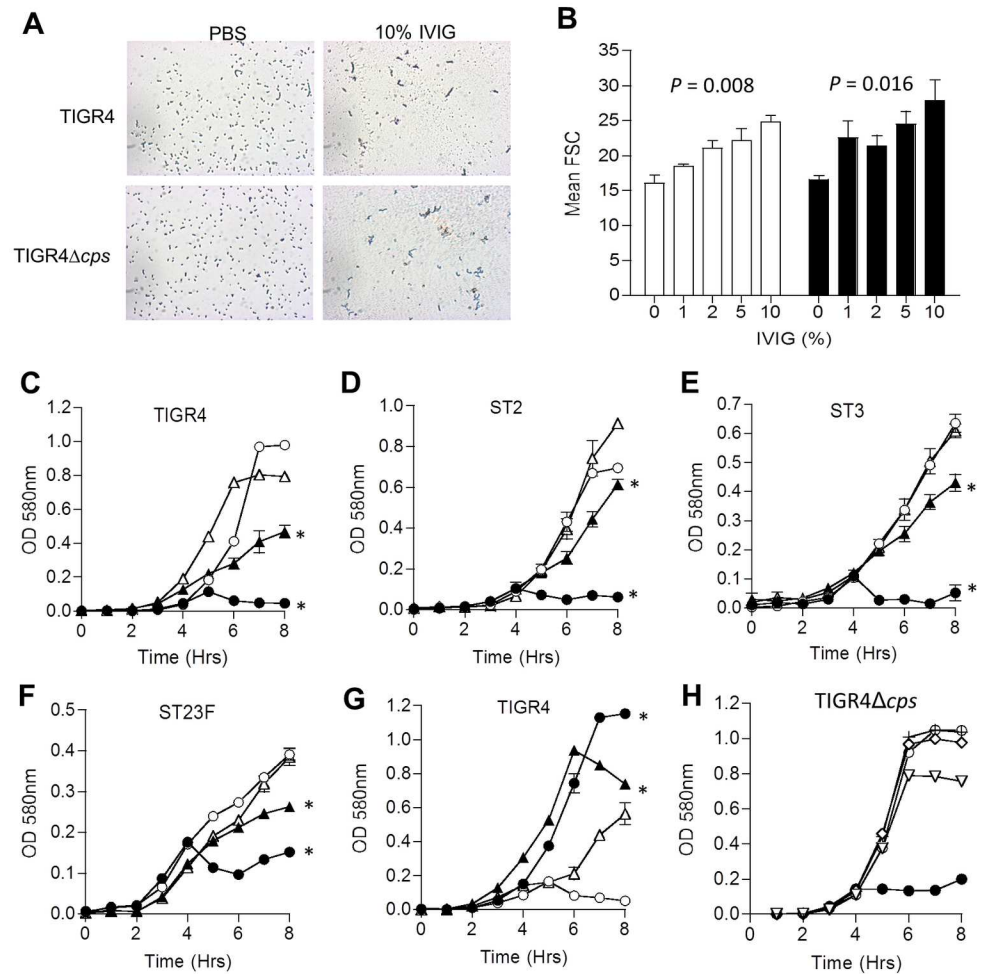 A
PBS
10% IVIG
TIGR4
TIGR4Δcps
B
35
30
25
20
15
10
5
0
Mean FSC
P = 0.008
P = 0.016
0 1 2 5 10 0 1 2 5 10
IVIG (%)
C
TIGR4
1.2
1.0
0.8
0.6
0.4
0.2
0.0
OD 580nm
*
*
0 2 4 6 8
Time (Hrs)
D
ST2
1.0
0.8
0.6
0.4
0.2
0.0
OD 580nm
*
*
0 2 4 6 8
Time (Hrs)
E
ST3
0.7
0.6
0.5
0.4
0.3
0.2
0.1
0.0
OD 580nm
*
*
0 2 4 6 8
Time (Hrs)
F
ST23F
0.5
0.4
0.3
0.2
0.1
0.0
OD 580nm
*
*
0 2 4 6 8
Time (Hrs)
G
TIGR4
1.2
1.0
0.8
0.6
0.4
0.2
0.0
OD 580nm
*
*
0 2 4 6 8
Time (Hrs)
H
TIGR4Δcps
1.2
1.0
0.8
0.6
0.4
0.2
0.0
OD 580nm
0 2 4 6 8
Time (Hrs)